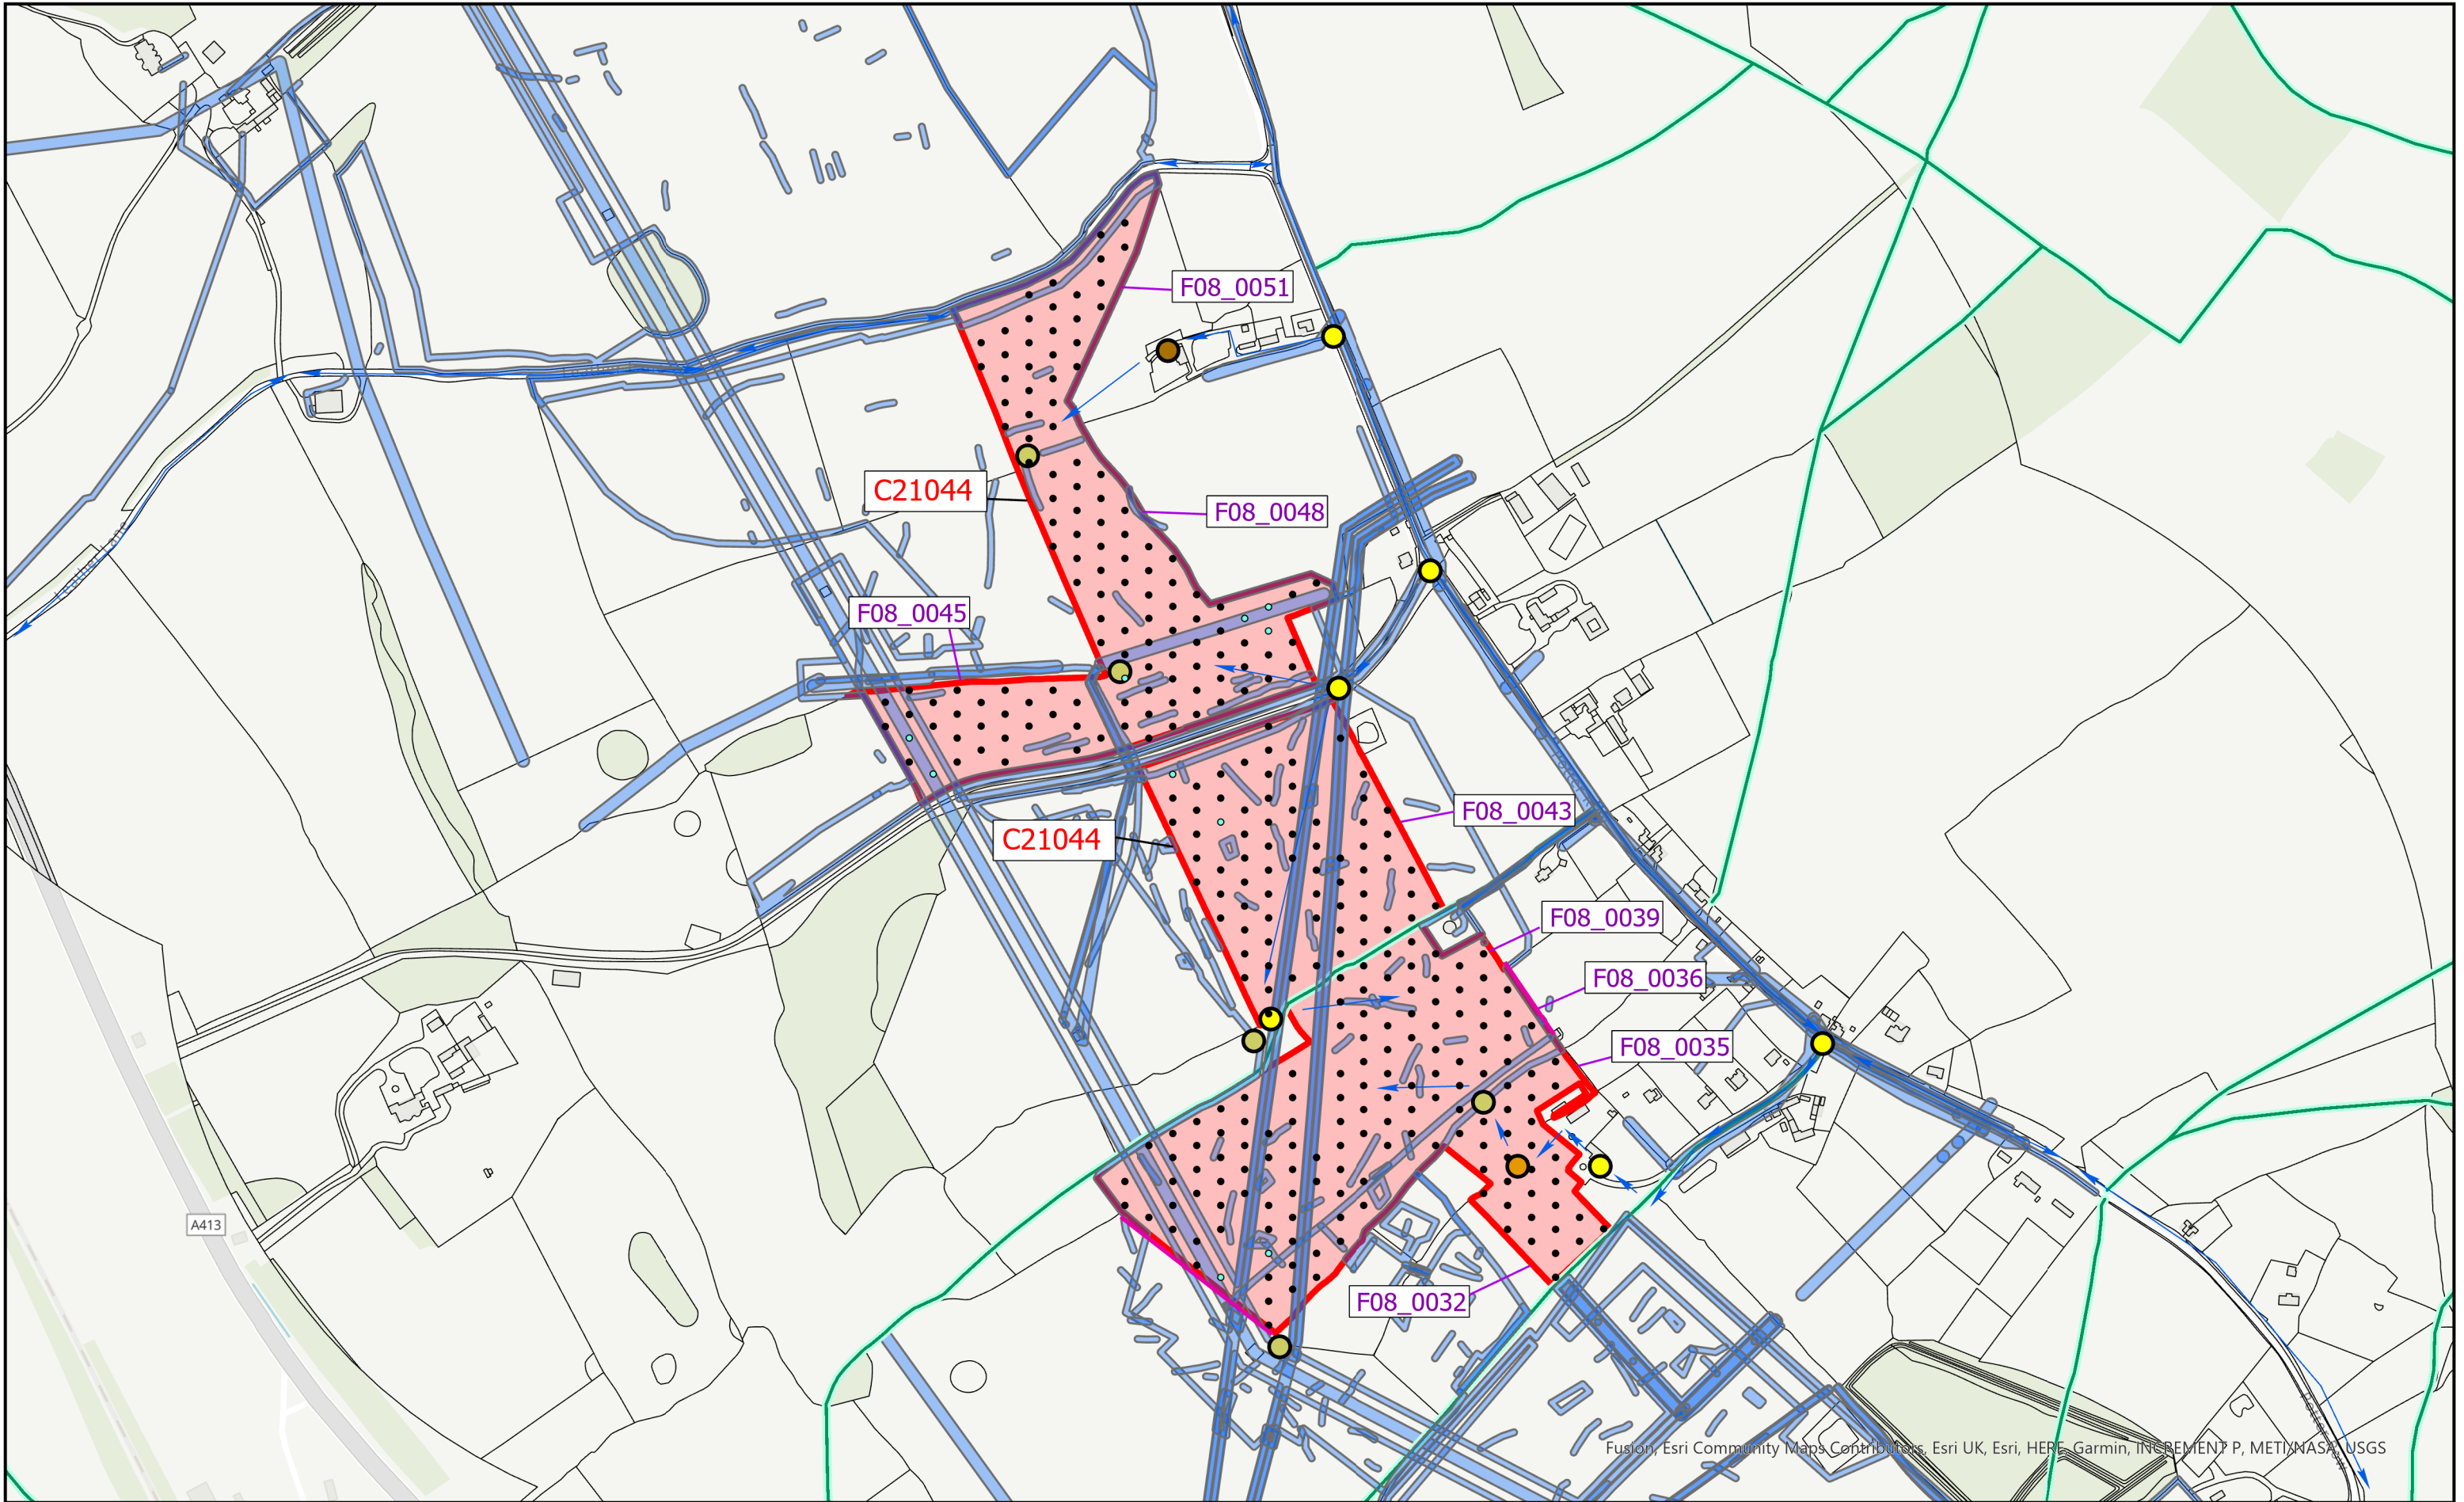 F08_0051
C21044
F08_0048
F08_0045
F08_0043
C21044
F08_0039
F08_0036
F08_0035
A413
F08_0032
Fusion, Esri Community Maps Contributors, Esri UK, Esri, HERE, Garmin, INCREMENT P, METI/NASA, USGS